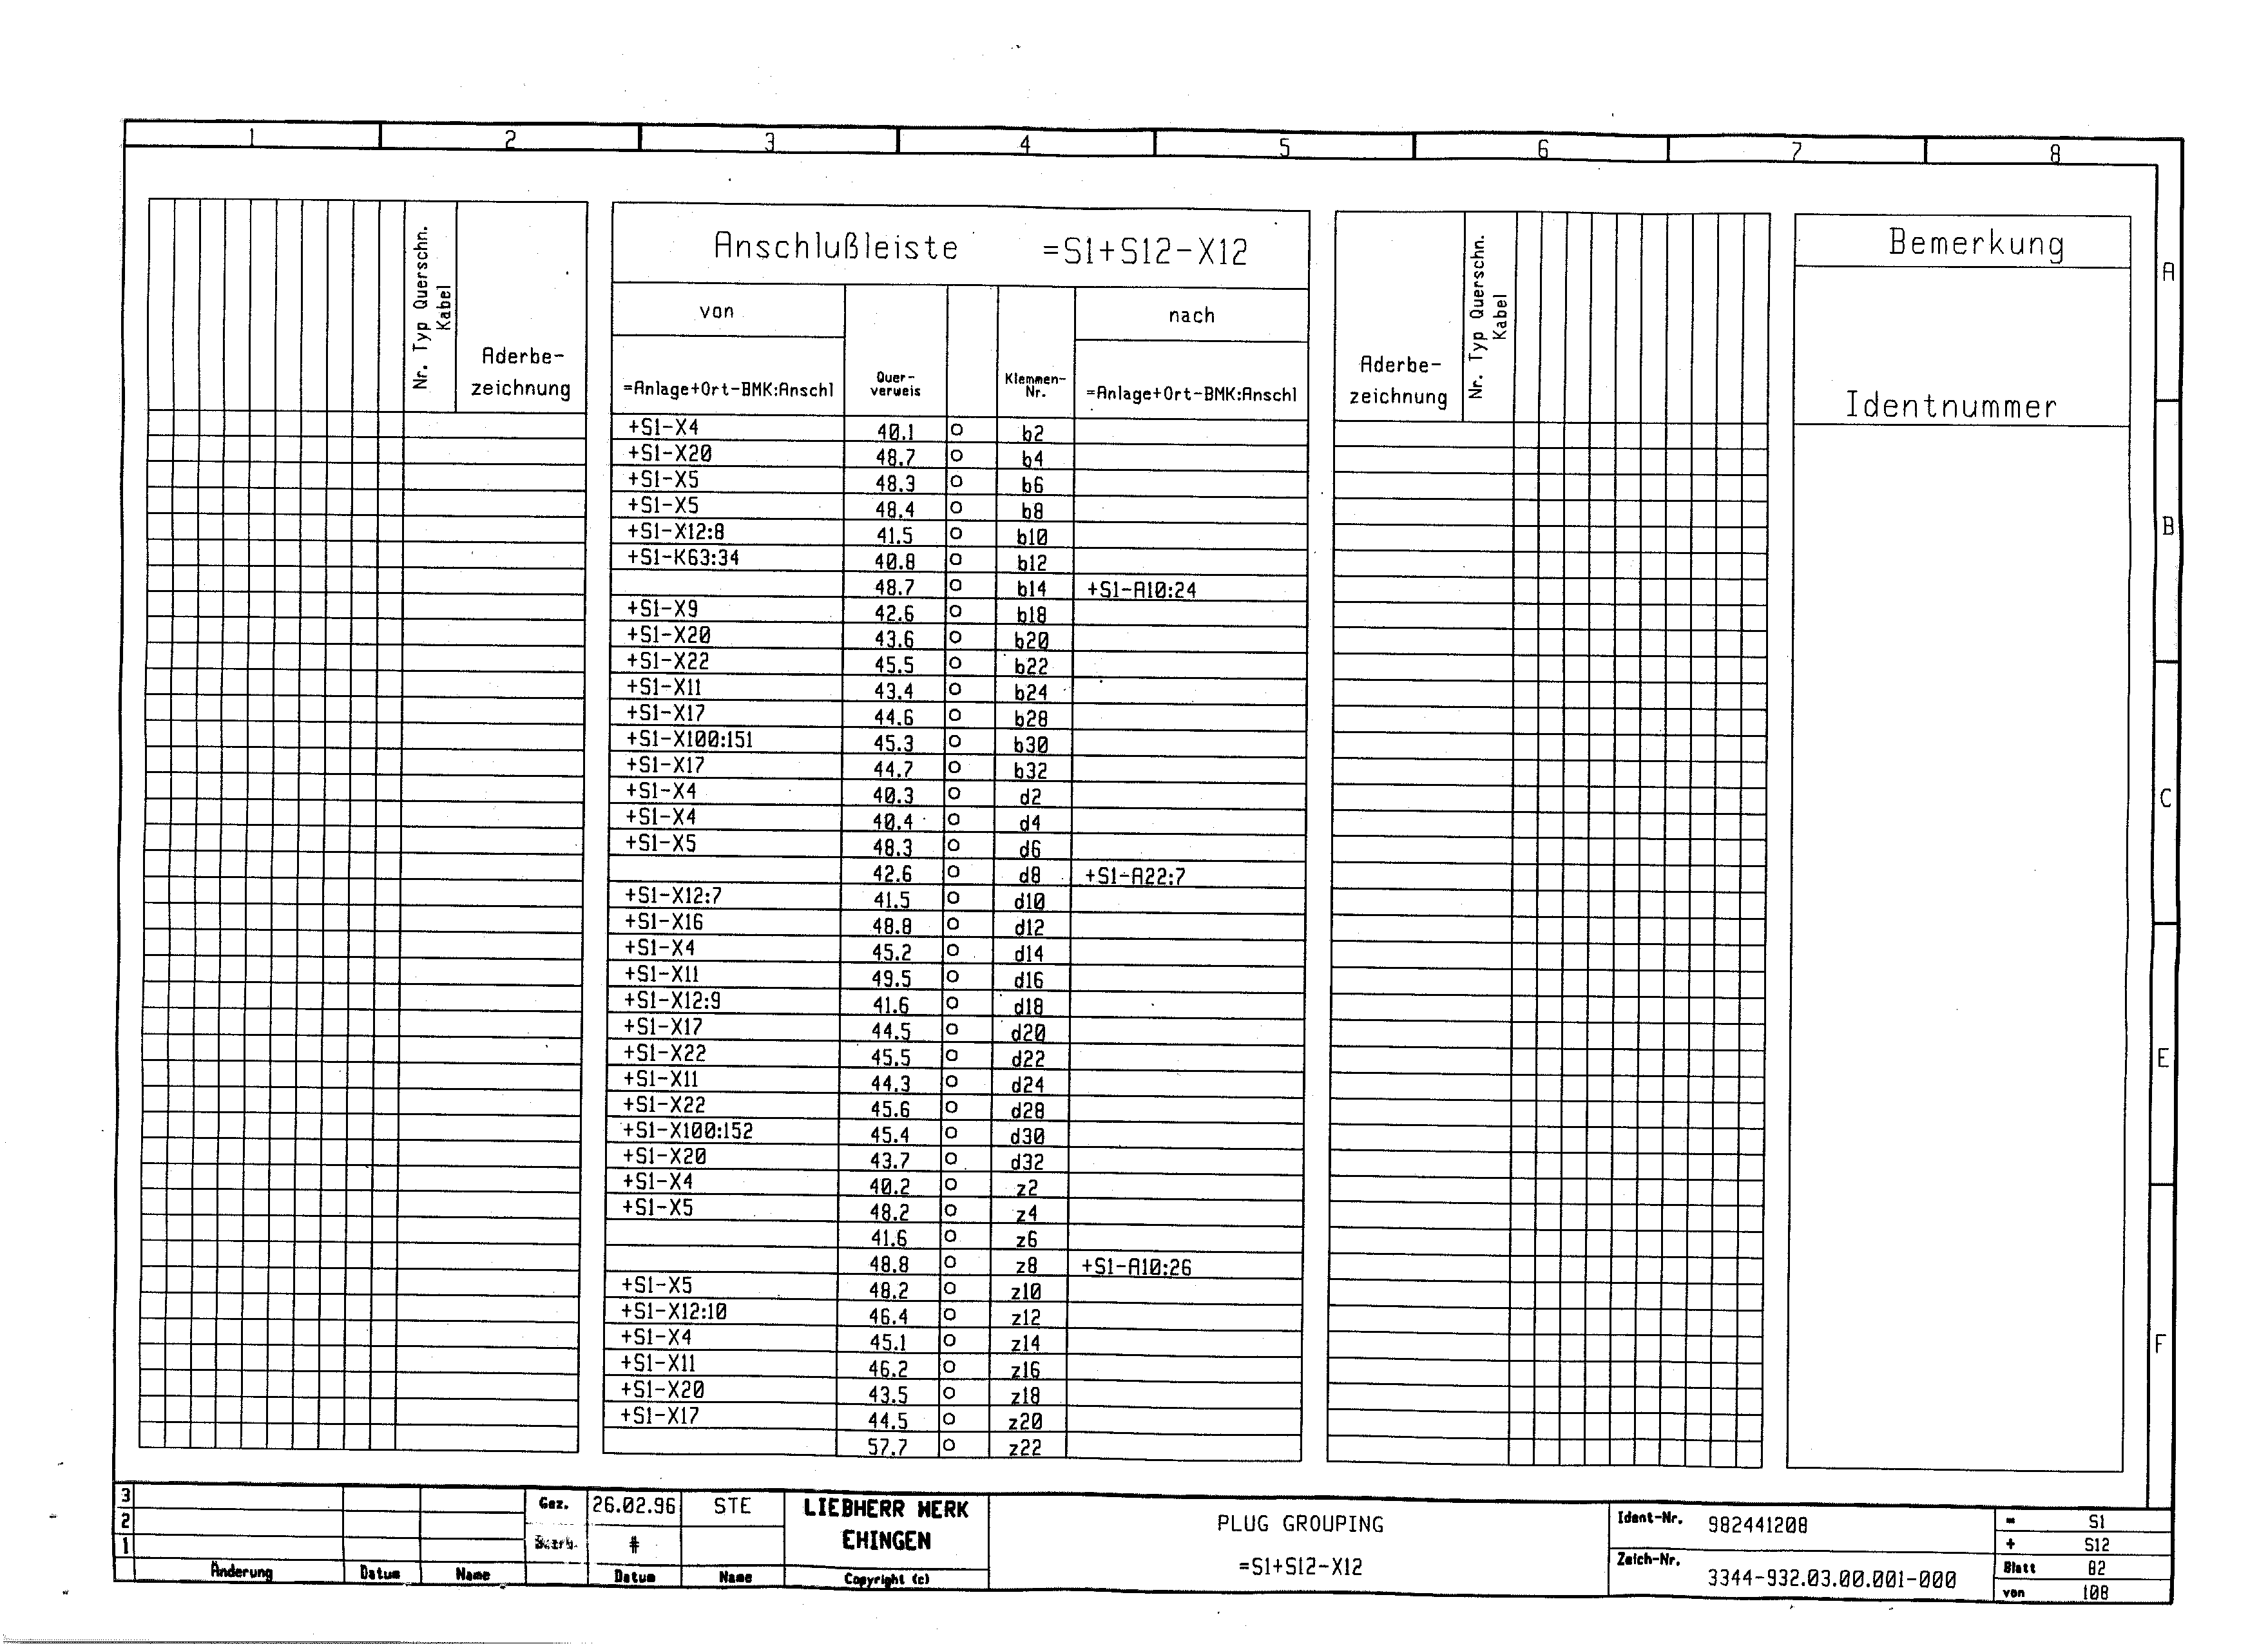 1 2 3 4 5 6 7 8
A
B
C
E
F
Nr. Typ Querschn.
Kabel
Aderbe-
zeichnung
Anschlußleiste =S1+S12-X12
von
=Anlage+Ort-BMK:Anschl
Quer-
verweis
Klemmen-
Nr.
nach
=Anlage+Ort-BMK:Anschl
Aderbe-
zeichnung
Nr. Typ Querschn.
Kabel
Bemerkung
Identnummer
+S1-X4 40.1 o b2
+S1-X20 48.7 o b4
+S1-X5 48.3 o b6
+S1-X5 48.4 o b8
+S1-X12:8 41.5 o b10
+S1-K63:34 40.8 o b12
48.7 o b14 +S1-A10:24
+S1-X9 42.6 o b18
+S1-X20 43.6 o b20
+S1-X22 45.5 o b22
+S1-X11 43.4 o b24
+S1-X17 44.6 o b28
+S1-X100:151 45.3 o b30
+S1-X17 44.7 o b32
+S1-X4 40.3 o d2
+S1-X4 40.4 o d4
+S1-X5 48.3 o d6
42.6 o d8 +S1-A22:7
+S1-X12:7 41.5 o d10
+S1-X16 48.8 o d12
+S1-X4 45.2 o d14
+S1-X11 49.5 o d16
+S1-X12:9 41.6 o d18
+S1-X17 44.5 o d20
+S1-X22 45.5 o d22
+S1-X11 44.3 o d24
+S1-X22 45.6 o d28
+S1-X100:152 45.4 o d30
+S1-X20 43.7 o d32
+S1-X4 40.2 o z2
+S1-X5 48.2 o z4
41.6 o z6
48.8 o z8 +S1-A10:26
+S1-X5 48.2 o z10
+S1-X12:10 46.4 o z12
+S1-X4 45.1 o z14
+S1-X11 46.2 o z16
+S1-X20 43.5 o z18
+S1-X17 44.5 o z20
57.7 o z22
3
2
1
Änderung Datum Name
Gez. 26.02.96 STE
Bearb. #
Datum Name
LIEBHERR WERK
EHINGEN
Copyright (c)
PLUG GROUPING
=S1+S12-X12
Ident-Nr. 982441208
Zeich-Nr. 3344-932.03.00.001-000
= S1
+ S12
Blatt 82
von 108